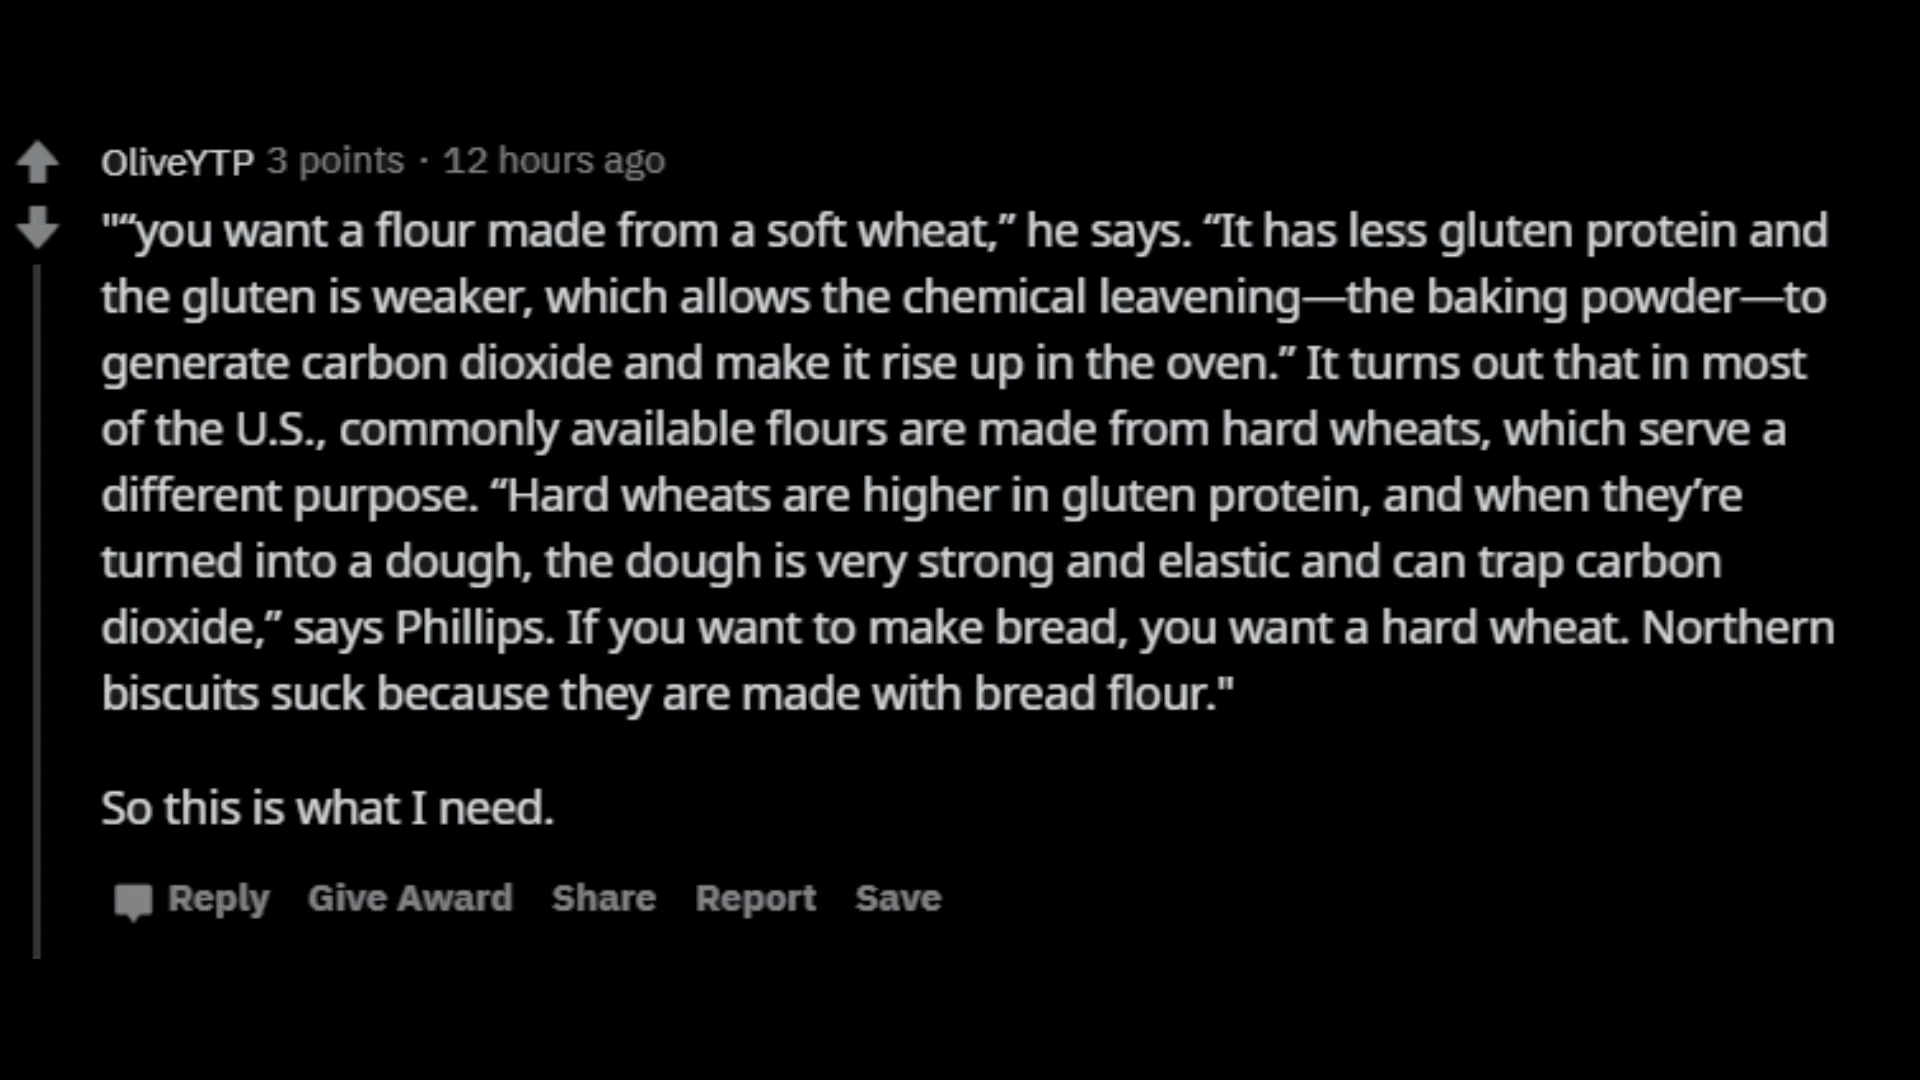 OliveYTP 3 points · 12 hours ago
"“you want a flour made from a soft wheat,” he says. “It has less gluten protein and
the gluten is weaker, which allows the chemical leavening—the baking powder—to
generate carbon dioxide and make it rise up in the oven.” It turns out that in most
of the U.S., commonly available flours are made from hard wheats, which serve a
different purpose. “Hard wheats are higher in gluten protein, and when they’re
turned into a dough, the dough is very strong and elastic and can trap carbon
dioxide,” says Phillips. If you want to make bread, you want a hard wheat. Northern
biscuits suck because they are made with bread flour."
So this is what I need.
Reply Give Award Share Report Save